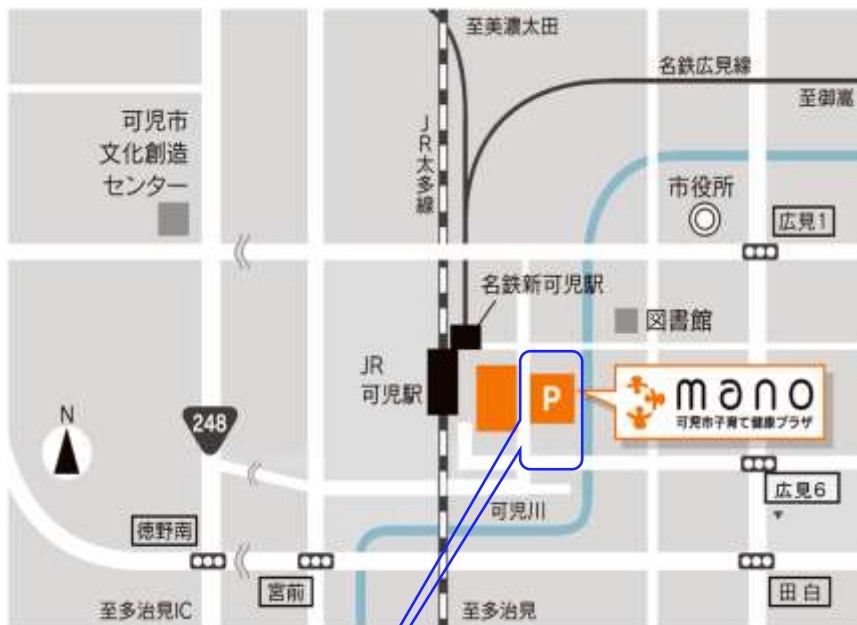 至美濃太田
名鉄広見線
至御嵩
可児市
文化創造
センター
JR太多線
市役所
広見1
名鉄新可児駅
図書館
JR
可児駅
P
mano
可児市子育て健康プラザ
N
248
広見6
可児川
徳野南
宮前
田白
至多治見IC
至多治見